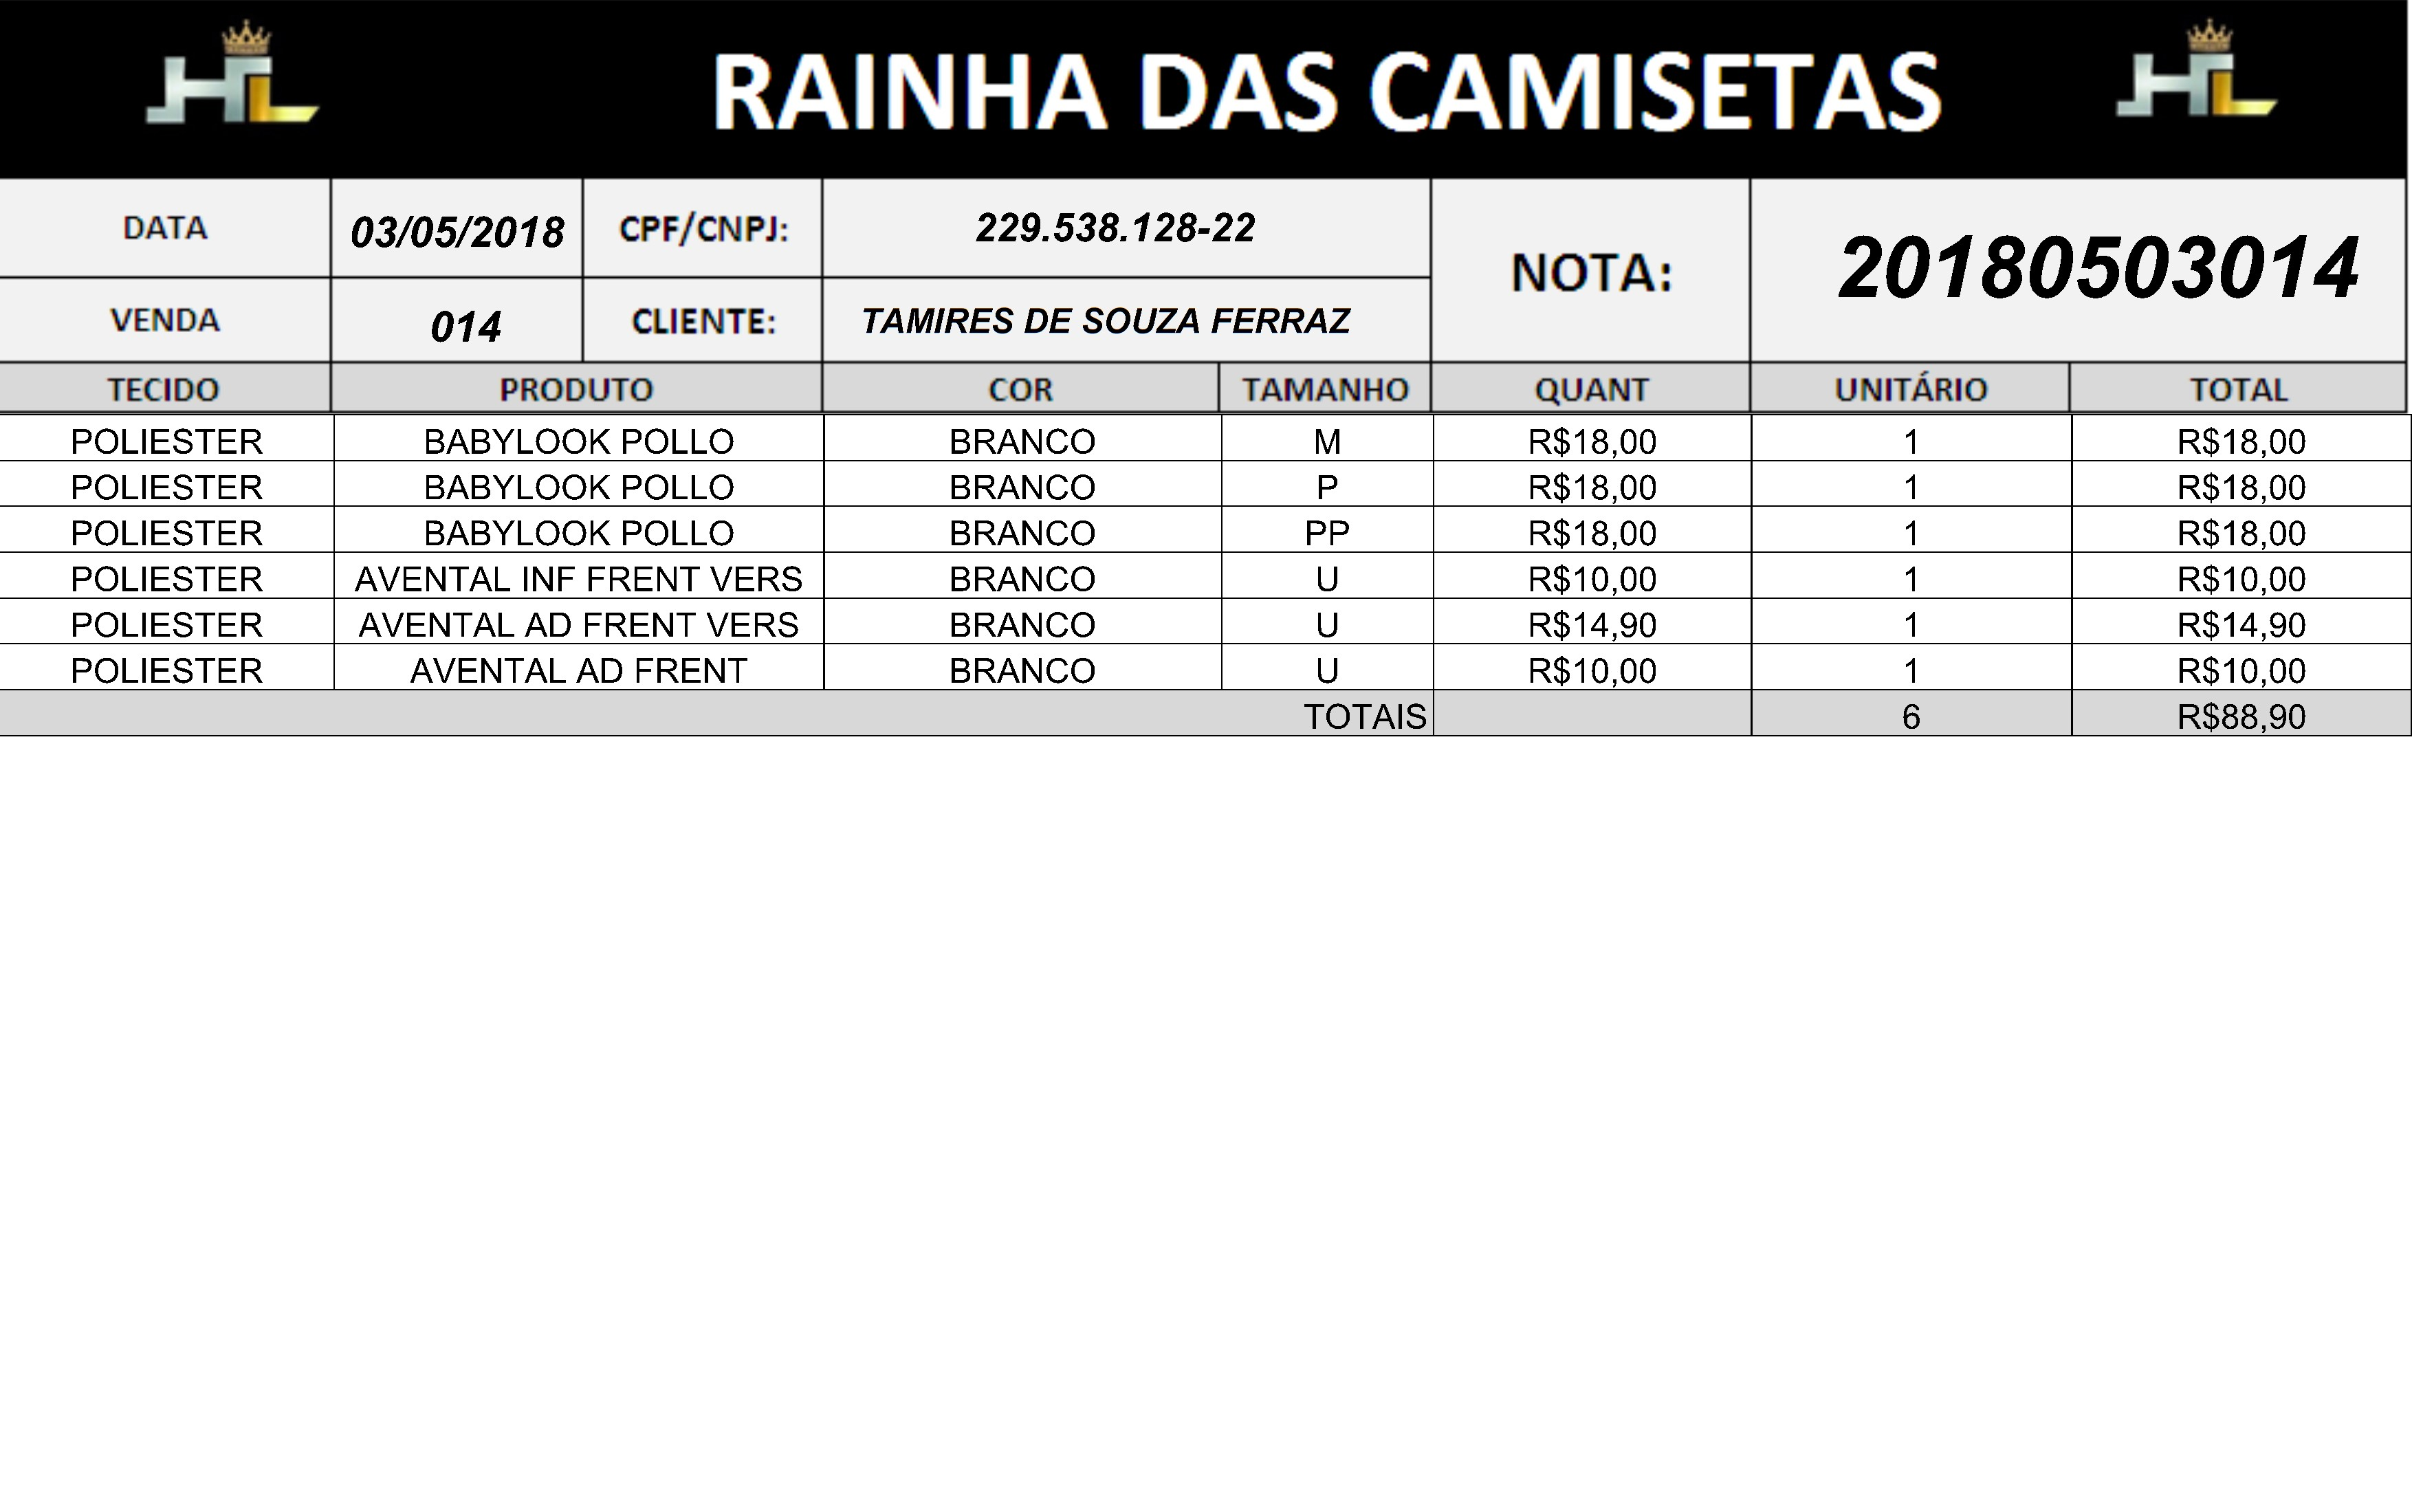 HL RAINHA DAS CAMISETAS HL
DATA 03/05/2018 CPF/CNPJ: 229.538.128-22
NOTA: 20180503014
VENDA 014 CLIENTE: TAMIRES DE SOUZA FERRAZ
TECIDO PRODUTO COR TAMANHO QUANT UNITÁRIO TOTAL
POLIESTER BABYLOOK POLLO BRANCO M R$18,00 1 R$18,00
POLIESTER BABYLOOK POLLO BRANCO P R$18,00 1 R$18,00
POLIESTER BABYLOOK POLLO BRANCO PP R$18,00 1 R$18,00
POLIESTER AVENTAL INF FRENT VERS BRANCO U R$10,00 1 R$10,00
POLIESTER AVENTAL AD FRENT VERS BRANCO U R$14,90 1 R$14,90
POLIESTER AVENTAL AD FRENT BRANCO U R$10,00 1 R$10,00
TOTAIS 6 R$88,90